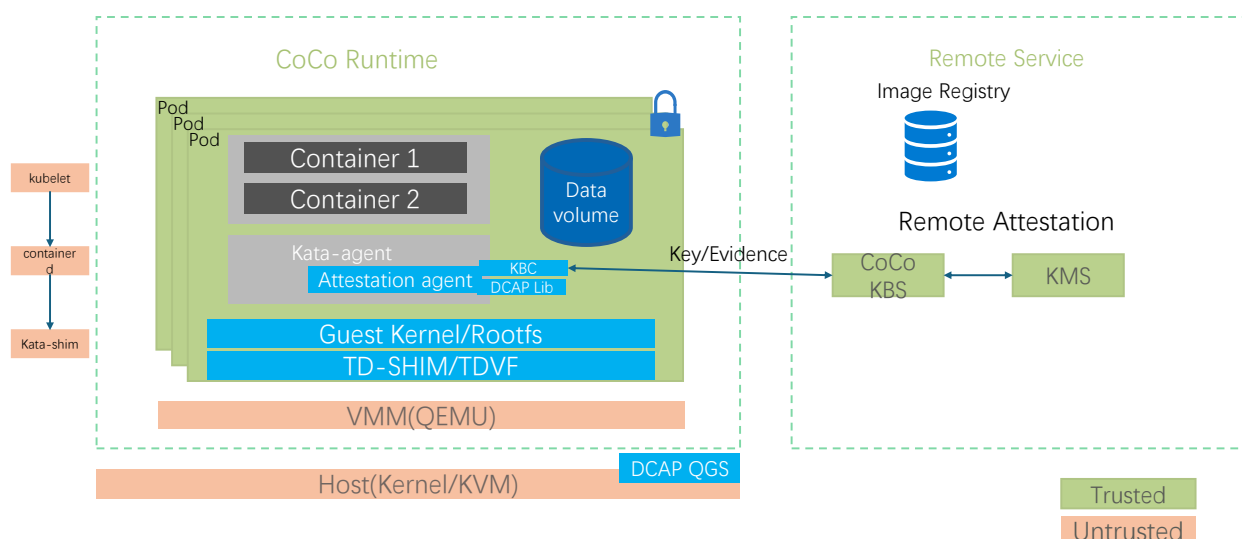 CoCo Runtime
Pod
Pod
Pod
Container 1
Container 2
Data
volume
Kata-agent
Attestation agent
KBC
DCAP Lib
Guest Kernel/Rootfs
TD-SHIM/TDVF
VMM(QEMU)
DCAP QGS
Host(Kernel/KVM)
kubelet
container
d
Kata-shim
Key/Evidence
Remote Service
Image Registry
Remote Attestation
CoCo
KBS
KMS
Trusted
Untrusted